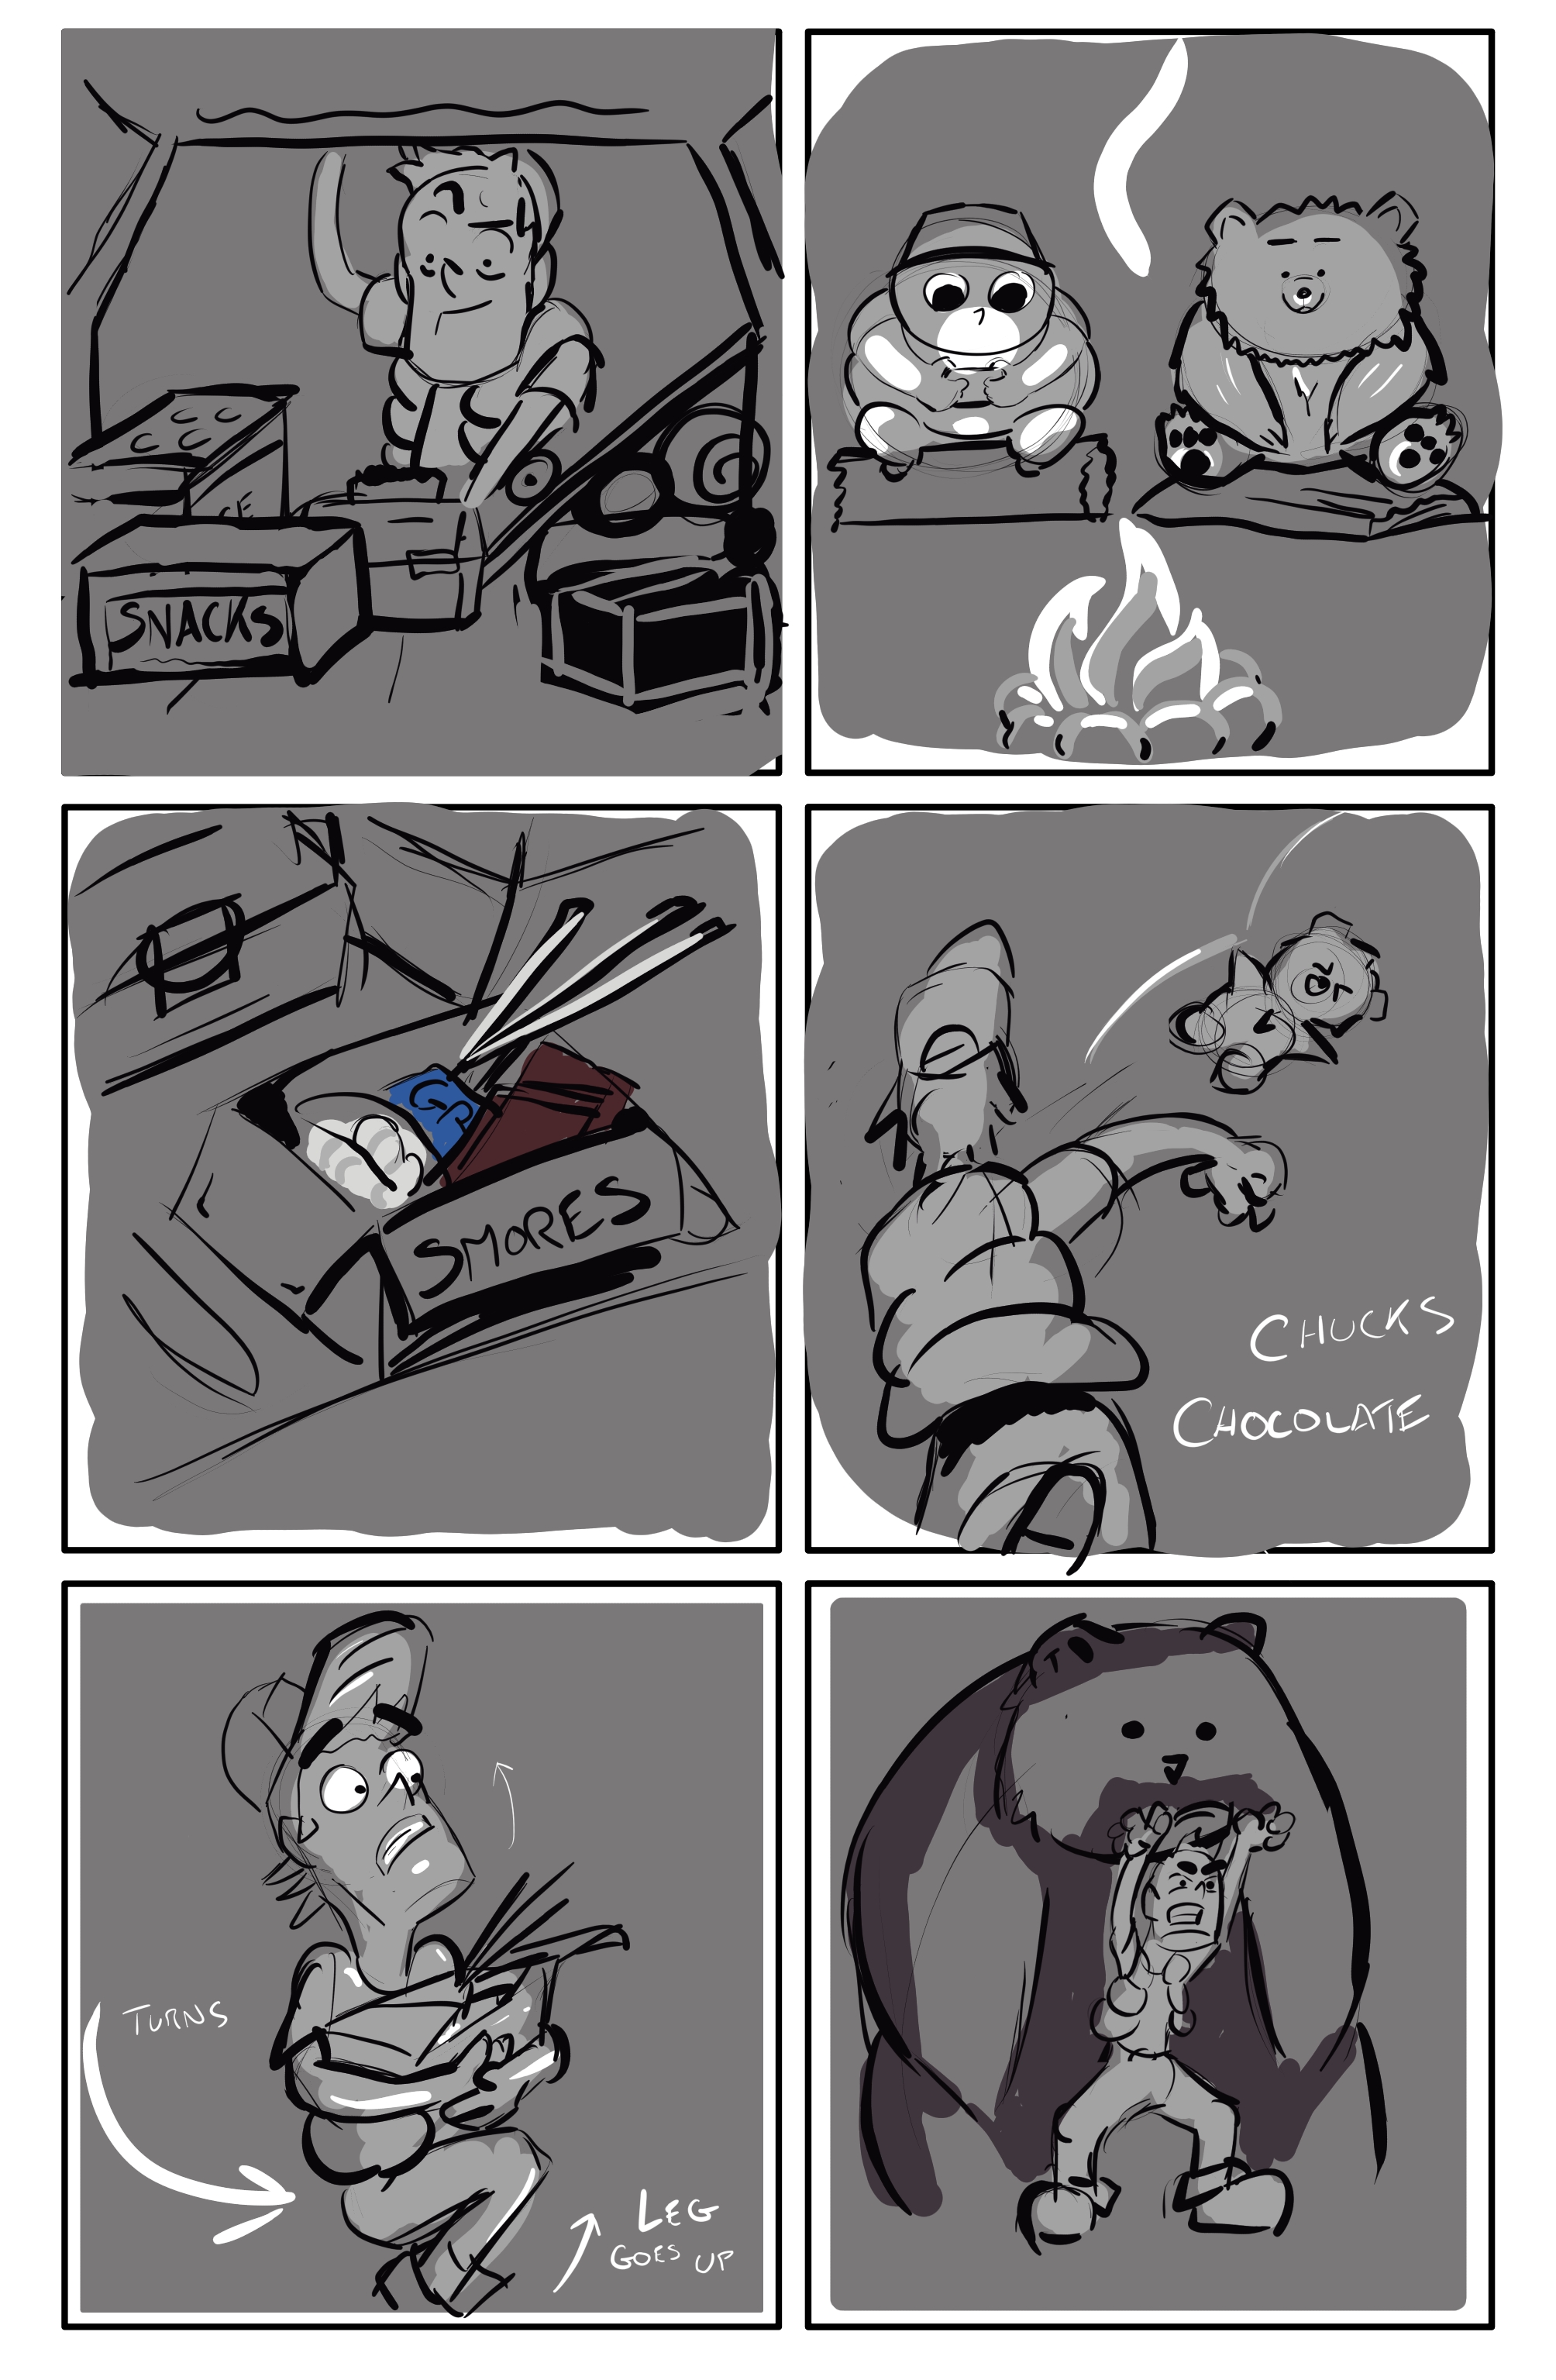 SNACKS
SMORES
CHUCKS
CHOCOLATE
TURNS
LEG
GOES UP